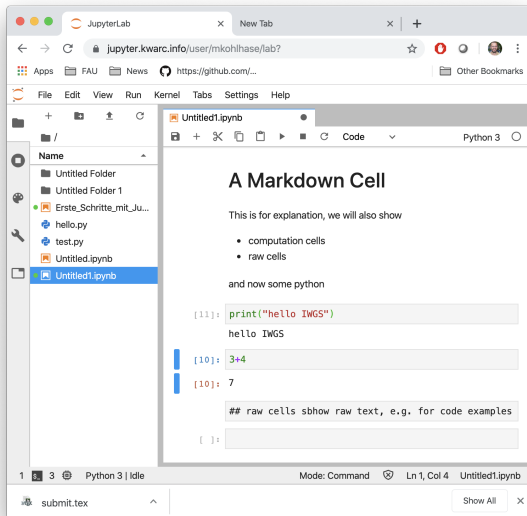 JupyterLab
New Tab
jupyter.kwarc.info/user/mkohlhase/lab?
Apps FAU News https://github.com/... Other Bookmarks
File Edit View Run Kernel Tabs Settings Help
Untitled1.ipynb
Code Python 3
/
Name
Untitled Folder
Untitled Folder 1
Erste_Schritte_mit_Ju...
hello.py
test.py
Untitled.ipynb
Untitled1.ipynb
A Markdown Cell
This is for explanation, we will also show
• computation cells
• raw cells
and now some python
[11]: print("hello IWGS")
hello IWGS
[10]: 3+4
[10]: 7
## raw cells sbhow raw text, e.g. for code examples
[ ]:
1 $_ 3 Python 3 | Idle Mode: Command Ln 1, Col 4 Untitled1.ipynb
submit.tex Show All